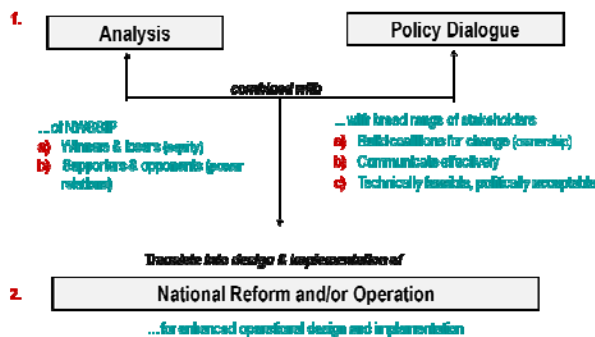 1.
Analysis
Policy Dialogue
combined with
...of NWSSIP
a) Winners & losers (equity)
b) Supporters & opponents (power
relations)
...with broad range of stakeholders
a) Build coalitions for change (ownership)
b) Communicate effectively
c) Technically feasible, politically acceptable
Translate into design & implementation of
2.
National Reform and/or Operation
...for enhanced operational design and implementation